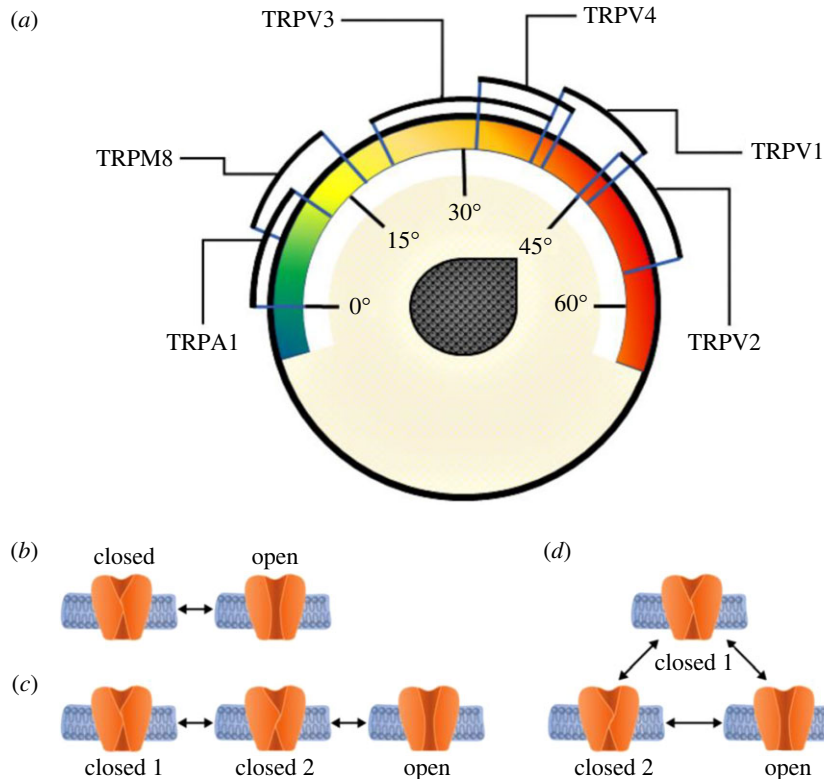 (a)
TRPV3
TRPV4
TRPM8
TRPV1
30°
15°
45°
0°
60°
TRPA1
TRPV2
(b)
closed
open
(c)
closed 1
closed 2
open
(d)
closed 1
closed 2
open